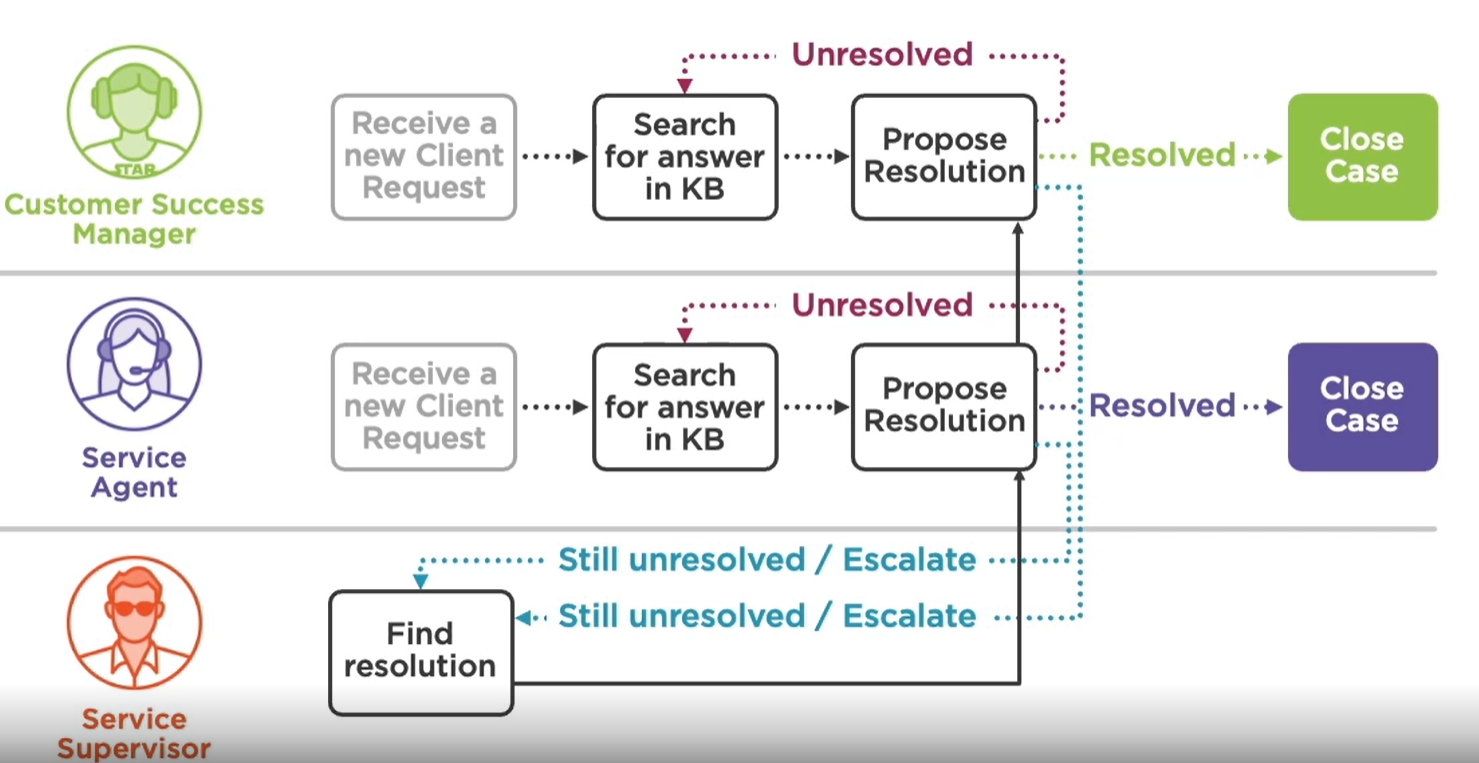 Unresolved
Receive a
new Client
Request
Search
for answer
in KB
Propose
Resolution
Resolved
Close
Case
STAR
Customer Success
Manager
Unresolved
Receive a
new Client
Request
Search
for answer
in KB
Propose
Resolution
Resolved
Close
Case
Service
Agent
Still unresolved / Escalate
Still unresolved / Escalate
Find
resolution
Service
Supervisor